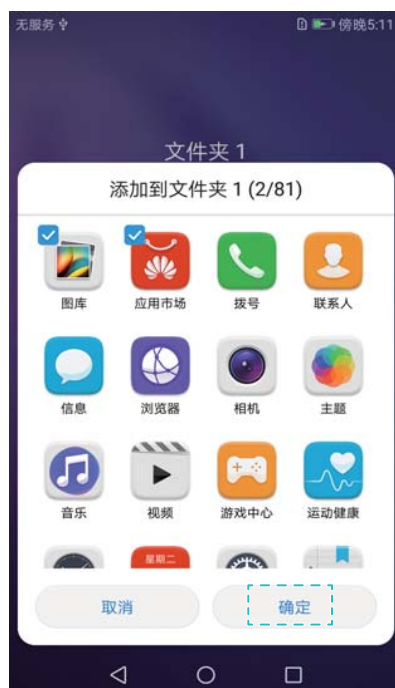 无服务 傍晚5:11
文件夹 1
添加到文件夹 1 (2/81)
图库 应用市场 拨号 联系人
信息 浏览器 相机 主题
音乐 视频 游戏中心 运动健康
星期二
取消 确定